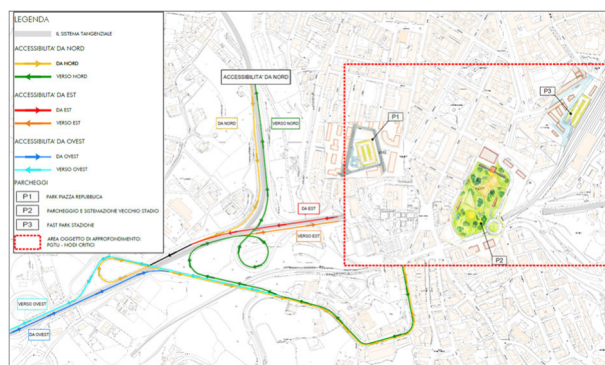 LEGENDA
IL SISTEMA TANGENZIALE
ACCESSIBILITA' DA NORD
DA NORD
VERSO NORD
ACCESSIBILITA' DA EST
DA EST
VERSO EST
ACCESSIBILITA' DA OVEST
DA OVEST
VERSO OVEST
PARCHEGGI
P1 PARK PIAZZA REPUBBLICA
P2 PARCHEGGIO E SISTEMAZIONE VECCHIO STADIO
P3 FAST PARK STAZIONE
AREA OGGETTO DI APPROFONDIMENTO
PGTU - NODI CRITICI
ACCESSIBILITA' DA NORD
DA NORD
VERSO NORD
P1
P3
DA EST
VERSO EST
P2
VERSO OVEST
DA OVEST